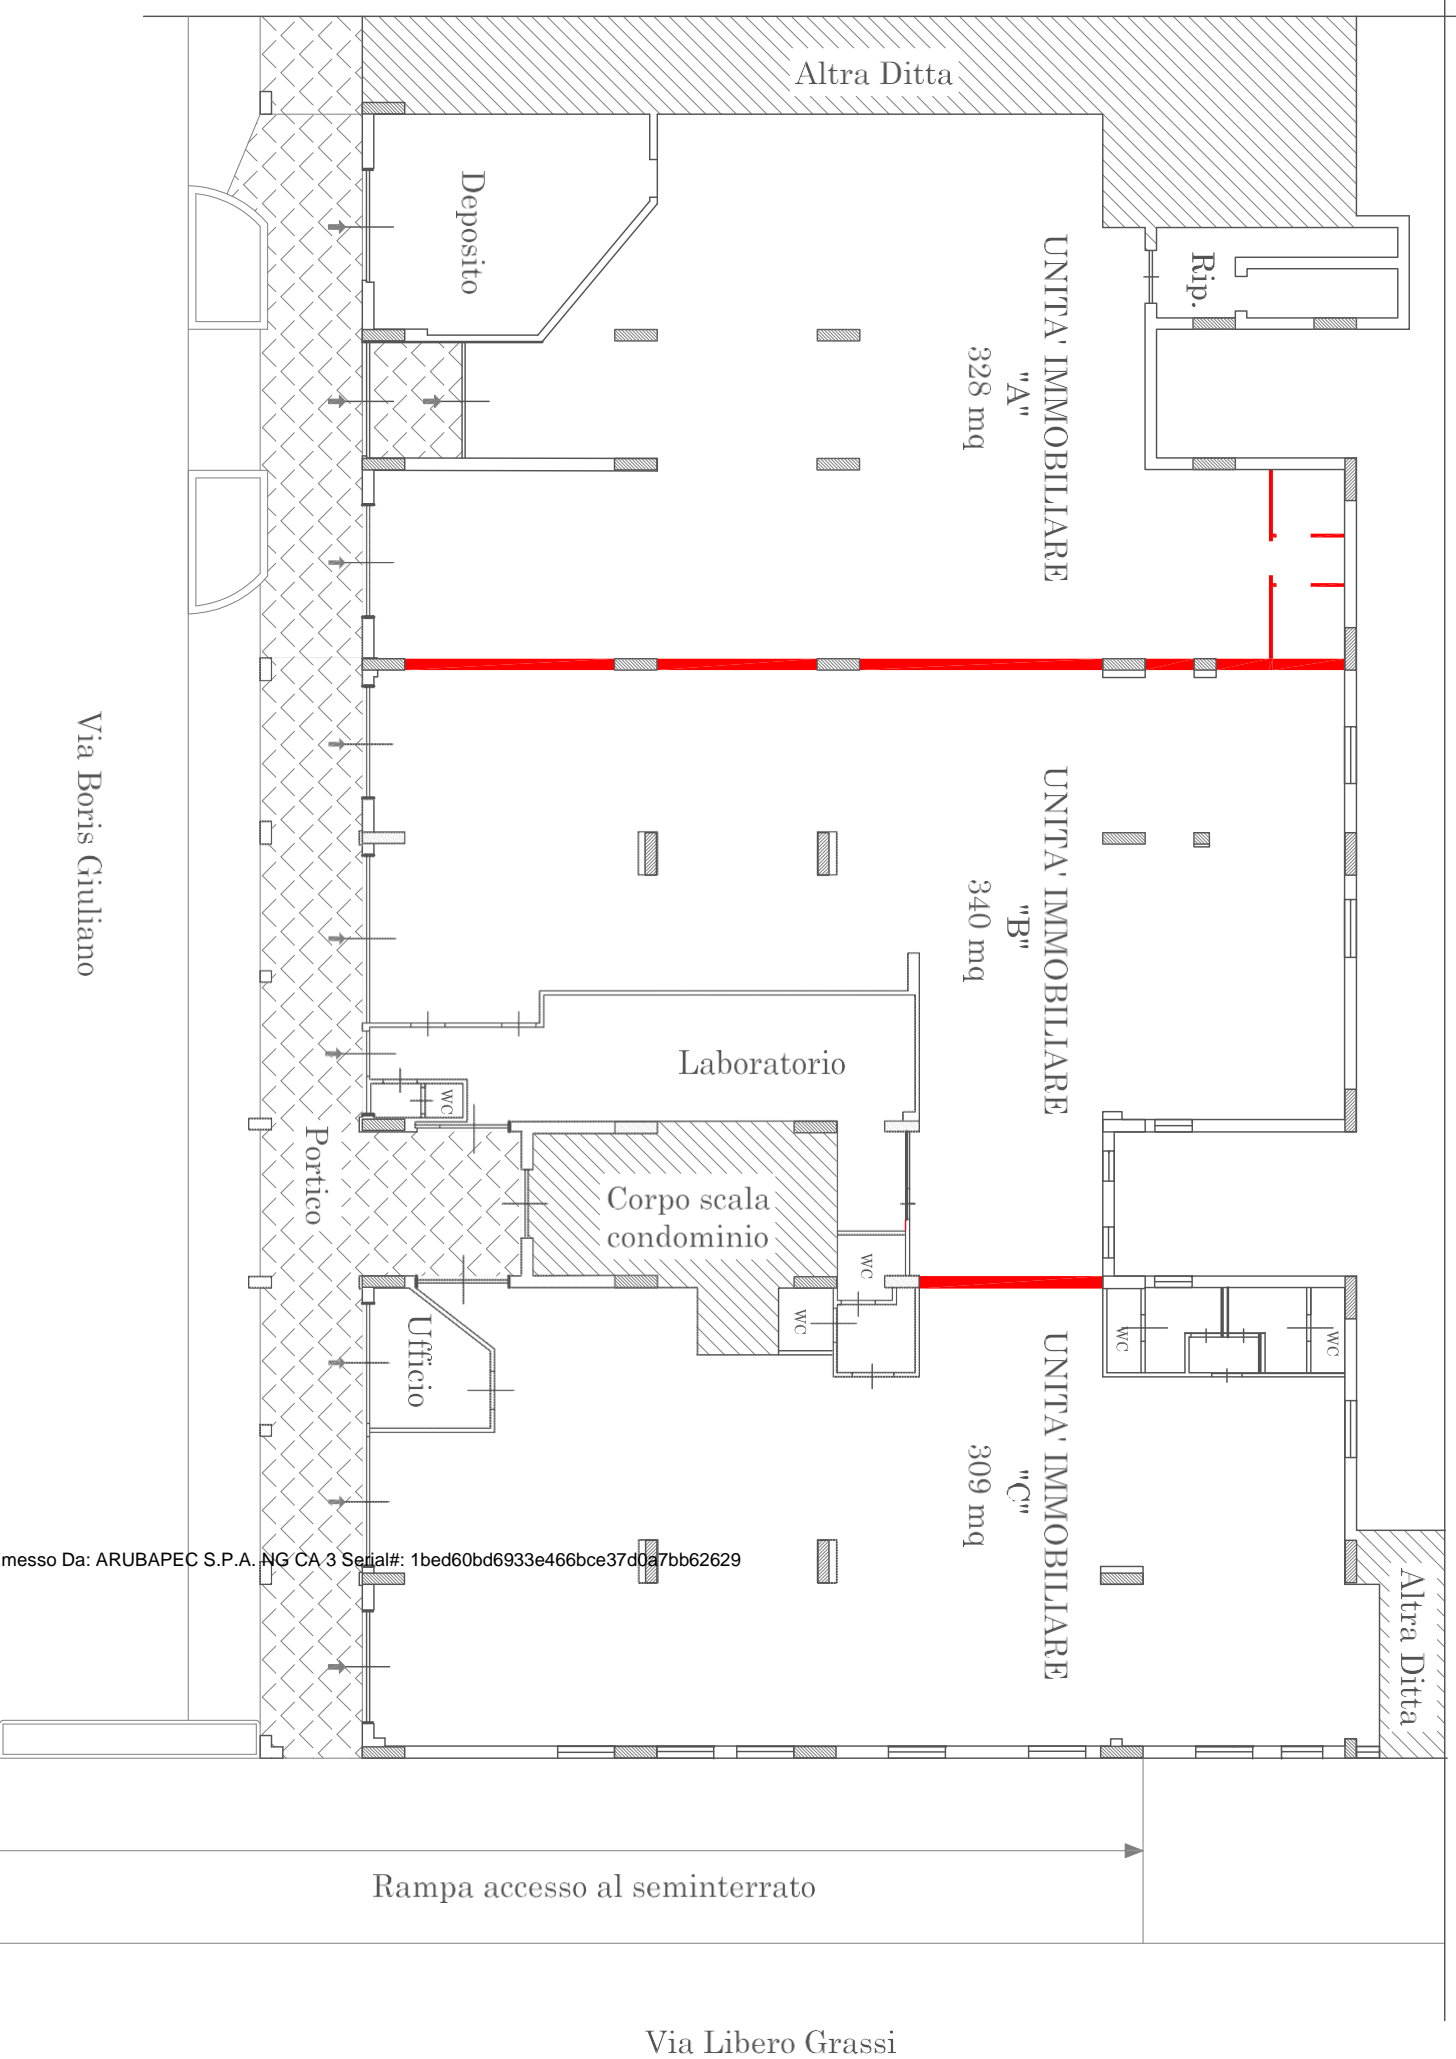 Altra Ditta
Deposito
Rip.
UNITA' IMMOBILIARE
"A"
328 mq
UNITA' IMMOBILIARE
"B"
340 mq
Via Boris Giuliano
Laboratorio
wc
Portico
Corpo scala
condominio
wc
wc
wc
wc
Ufficio
UNITA' IMMOBILIARE
"C"
309 mq
messo Da: ARUBAPEC S.P.A. NG CA 3 Serial#: 1bed60bd6933e466bce37d0a7bb62629
Altra Ditta
Rampa accesso al seminterrato
Via Libero Grassi